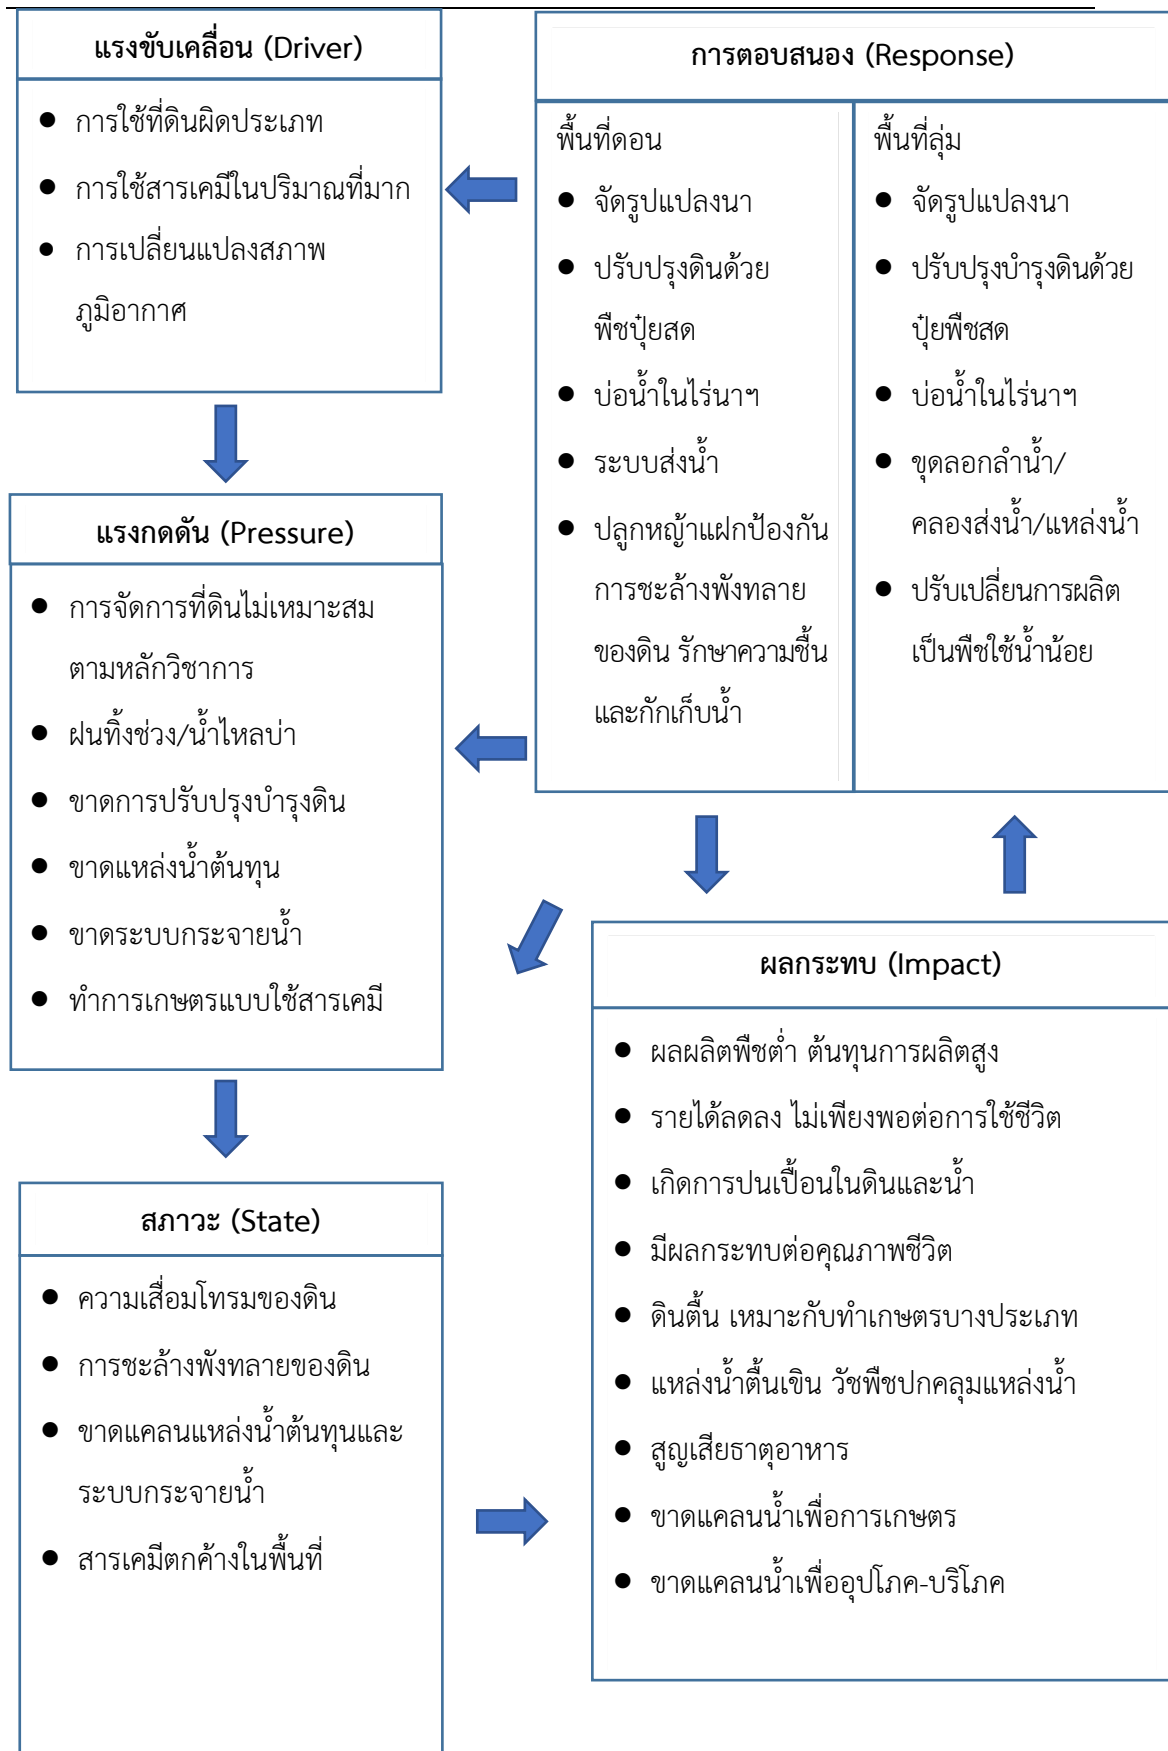 แรงขับเคลื่อน (Driver)
● การใช้ที่ดินผิดประเภท
● การใช้สารเคมีในปริมาณที่มาก
● การเปลี่ยนแปลงสภาพ
ภูมิอากาศ
การตอบสนอง (Response)
พื้นที่ดอน
● จัดรูปแปลงนา
● ปรับปรุงดินด้วย
พืชปุ๋ยสด
● บ่อน้ำในไร่นาฯ
● ระบบส่งน้ำ
● ปลูกหญ้าแฝกป้องกัน
การชะล้างพังทลาย
ของดิน รักษาความชื้น
และกักเก็บน้ำ
พื้นที่ลุ่ม
● จัดรูปแปลงนา
● ปรับปรุงบำรุงดินด้วย
ปุ๋ยพืชสด
● บ่อน้ำในไร่นาฯ
● ขุดลอกลำน้ำ/
คลองส่งน้ำ/แหล่งน้ำ
● ปรับเปลี่ยนการผลิต
เป็นพืชใช้น้ำน้อย
แรงกดดัน (Pressure)
● การจัดการที่ดินไม่เหมาะสม
ตามหลักวิชาการ
● ฝนทิ้งช่วง/น้ำไหลบ่า
● ขาดการปรับปรุงบำรุงดิน
● ขาดแหล่งน้ำต้นทุน
● ขาดระบบกระจายน้ำ
● ทำการเกษตรแบบใช้สารเคมี
สภาวะ (State)
● ความเสื่อมโทรมของดิน
● การชะล้างพังทลายของดิน
● ขาดแคลนแหล่งน้ำต้นทุนและ
ระบบกระจายน้ำ
● สารเคมีตกค้างในพื้นที่
ผลกระทบ (Impact)
● ผลผลิตพืชต่ำ ต้นทุนการผลิตสูง
● รายได้ลดลง ไม่เพียงพอต่อการใช้ชีวิต
● เกิดการปนเปื้อนในดินและน้ำ
● มีผลกระทบต่อคุณภาพชีวิต
● ดินตื้น เหมาะกับทำเกษตรบางประเภท
● แหล่งน้ำตื้นเขิน วัชพืชปกคลุมแหล่งน้ำ
● สูญเสียธาตุอาหาร
● ขาดแคลนน้ำเพื่อการเกษตร
● ขาดแคลนน้ำเพื่ออุปโภค-บริโภค